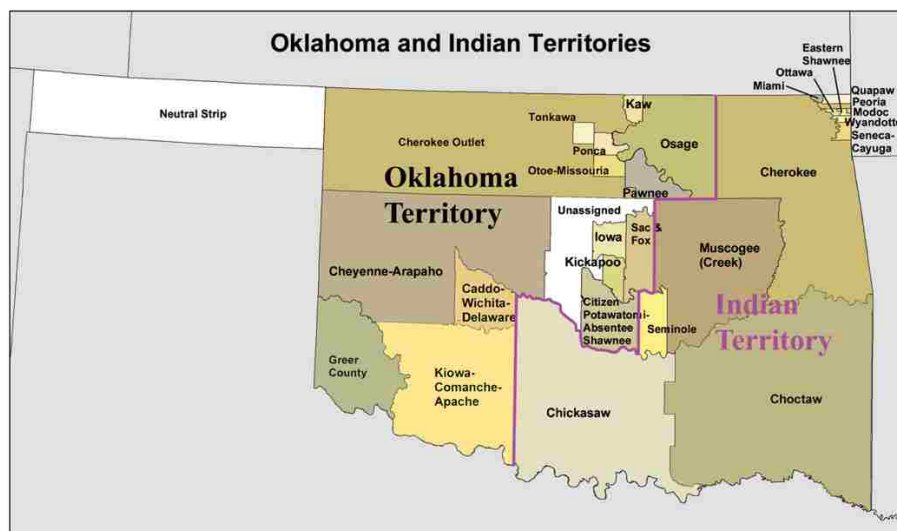 Oklahoma and Indian Territories
Eastern
Shawnee
Ottawa
Miami
Quapaw
Peoria
Modoc
Wyandotte
Seneca-
Cayuga
Neutral Strip
Kaw
Tonkawa
Cherokee Outlet
Osage
Ponca
Otoe-Missouria
Cherokee
Oklahoma
Territory
Pawnee
Unassigned
Sac &
Fox
Iowa
Muscogee
(Creek)
Kickapoo
Cheyenne-Arapaho
Caddo-
Wichita-
Delaware
Citizen
Potawatomi-
Absentee
Shawnee
Seminole
Indian
Territory
Greer
County
Kiowa-
Comanche-
Apache
Chickasaw
Choctaw